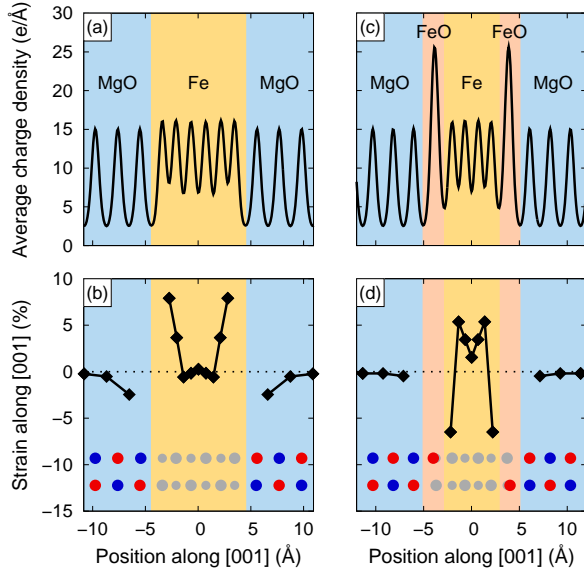 (a)
MgO
Fe
MgO
Average charge density (e/Å)
30
25
20
15
10
5
0
(c)
FeO
FeO
Fe
MgO
MgO
(b)
Strain along [001] (%)
10
5
0
−5
−10
−15
−10
−5
0
5
10
Position along [001] (Å)
(d)
−10
−5
0
5
10
Position along [001] (Å)